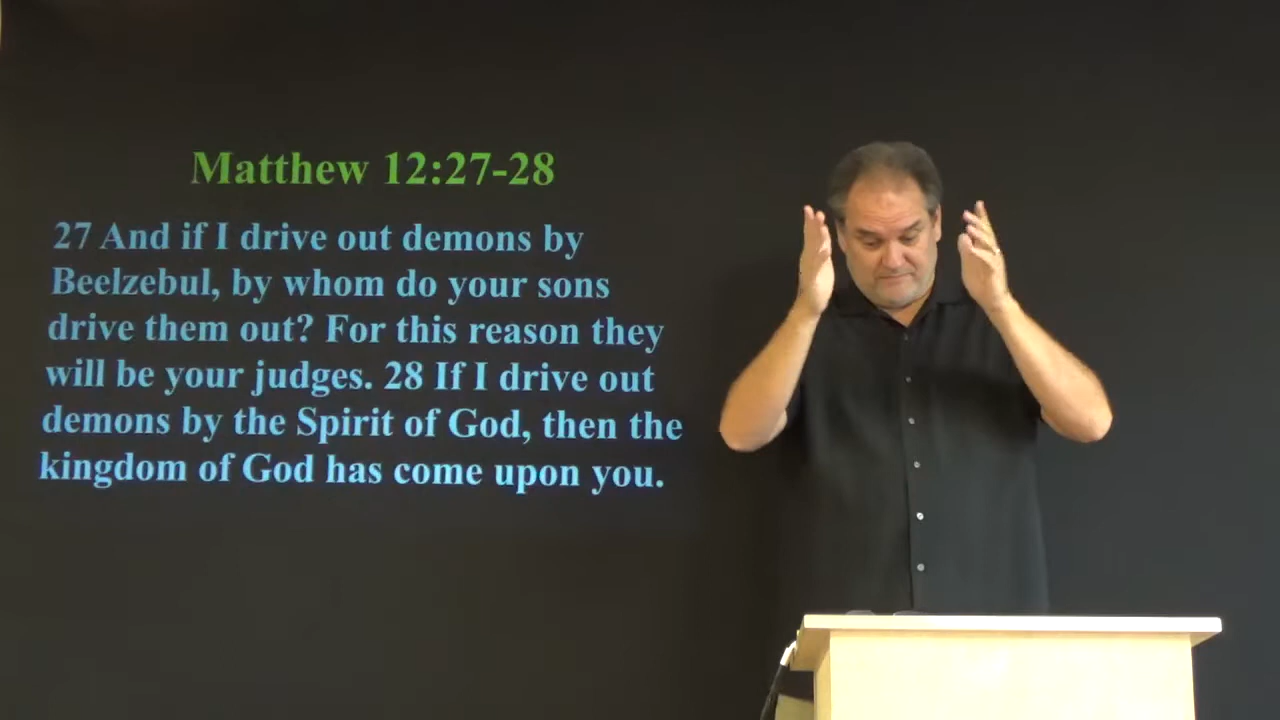 Matthew 12:27-28
27 And if I drive out demons by
Beelzebul, by whom do your sons
drive them out? For this reason they
will be your judges. 28 If I drive out
demons by the Spirit of God, then the
kingdom of God has come upon you.